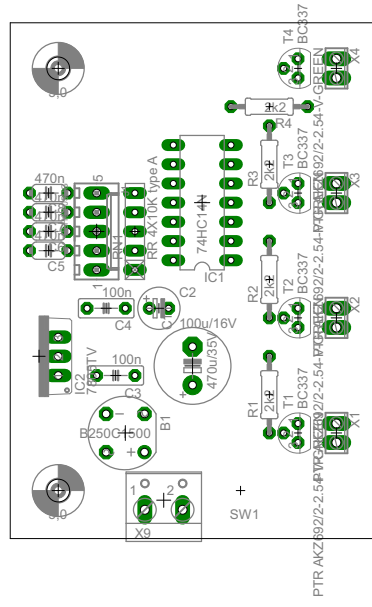 T4
BC337
X4
3,0
2k2
R4
470n
5
RR 4X10K type A
RN1
C5
1
74HC14N
IC1
R3
2k2
T3
BC337
X3
100n
C4
C2
100u/16V
470u/35V
R2
2k2
T2
BC337
X2
IC2
100n
C3
B1
B250C1500
R1
2k2
T1
BC337
X1
3,0
1
2
X9
SW1
PTR AKZ692/2-2.54-V-GREEN